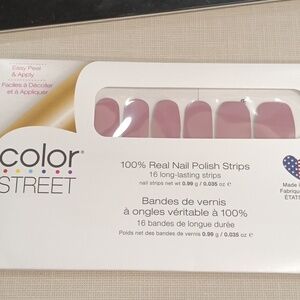 Easy Peel
& Apply
Faciles à Décoller
et à Appliquer
color
STREET
100% Real Nail Polish Strips
16 long-lasting strips
nail strips net wt 0.99 g / 0.035 oz ℮
Bandes de vernis
à ongles véritable à 100%
16 bandes de longue durée
Poids net des bandes de vernis 0.99 g / 0.035 oz ℮
Made